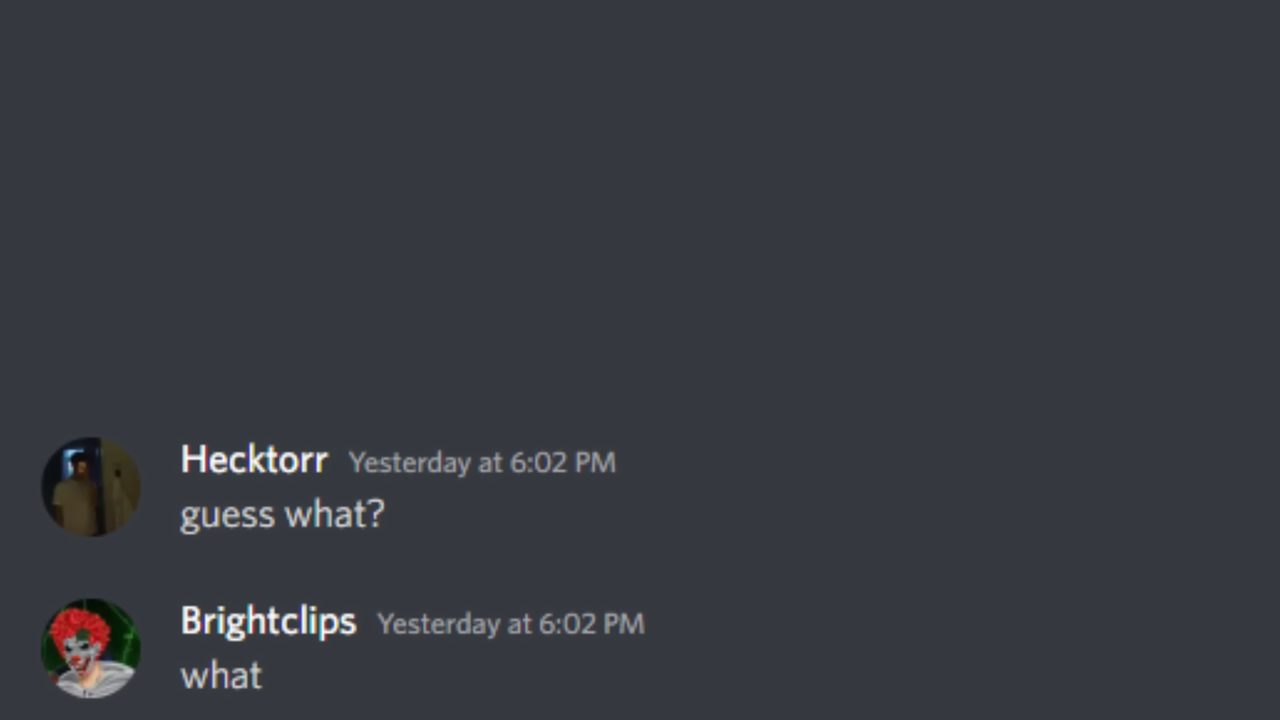 Hecktorr Yesterday at 6:02 PM
guess what?
Brightclips Yesterday at 6:02 PM
what